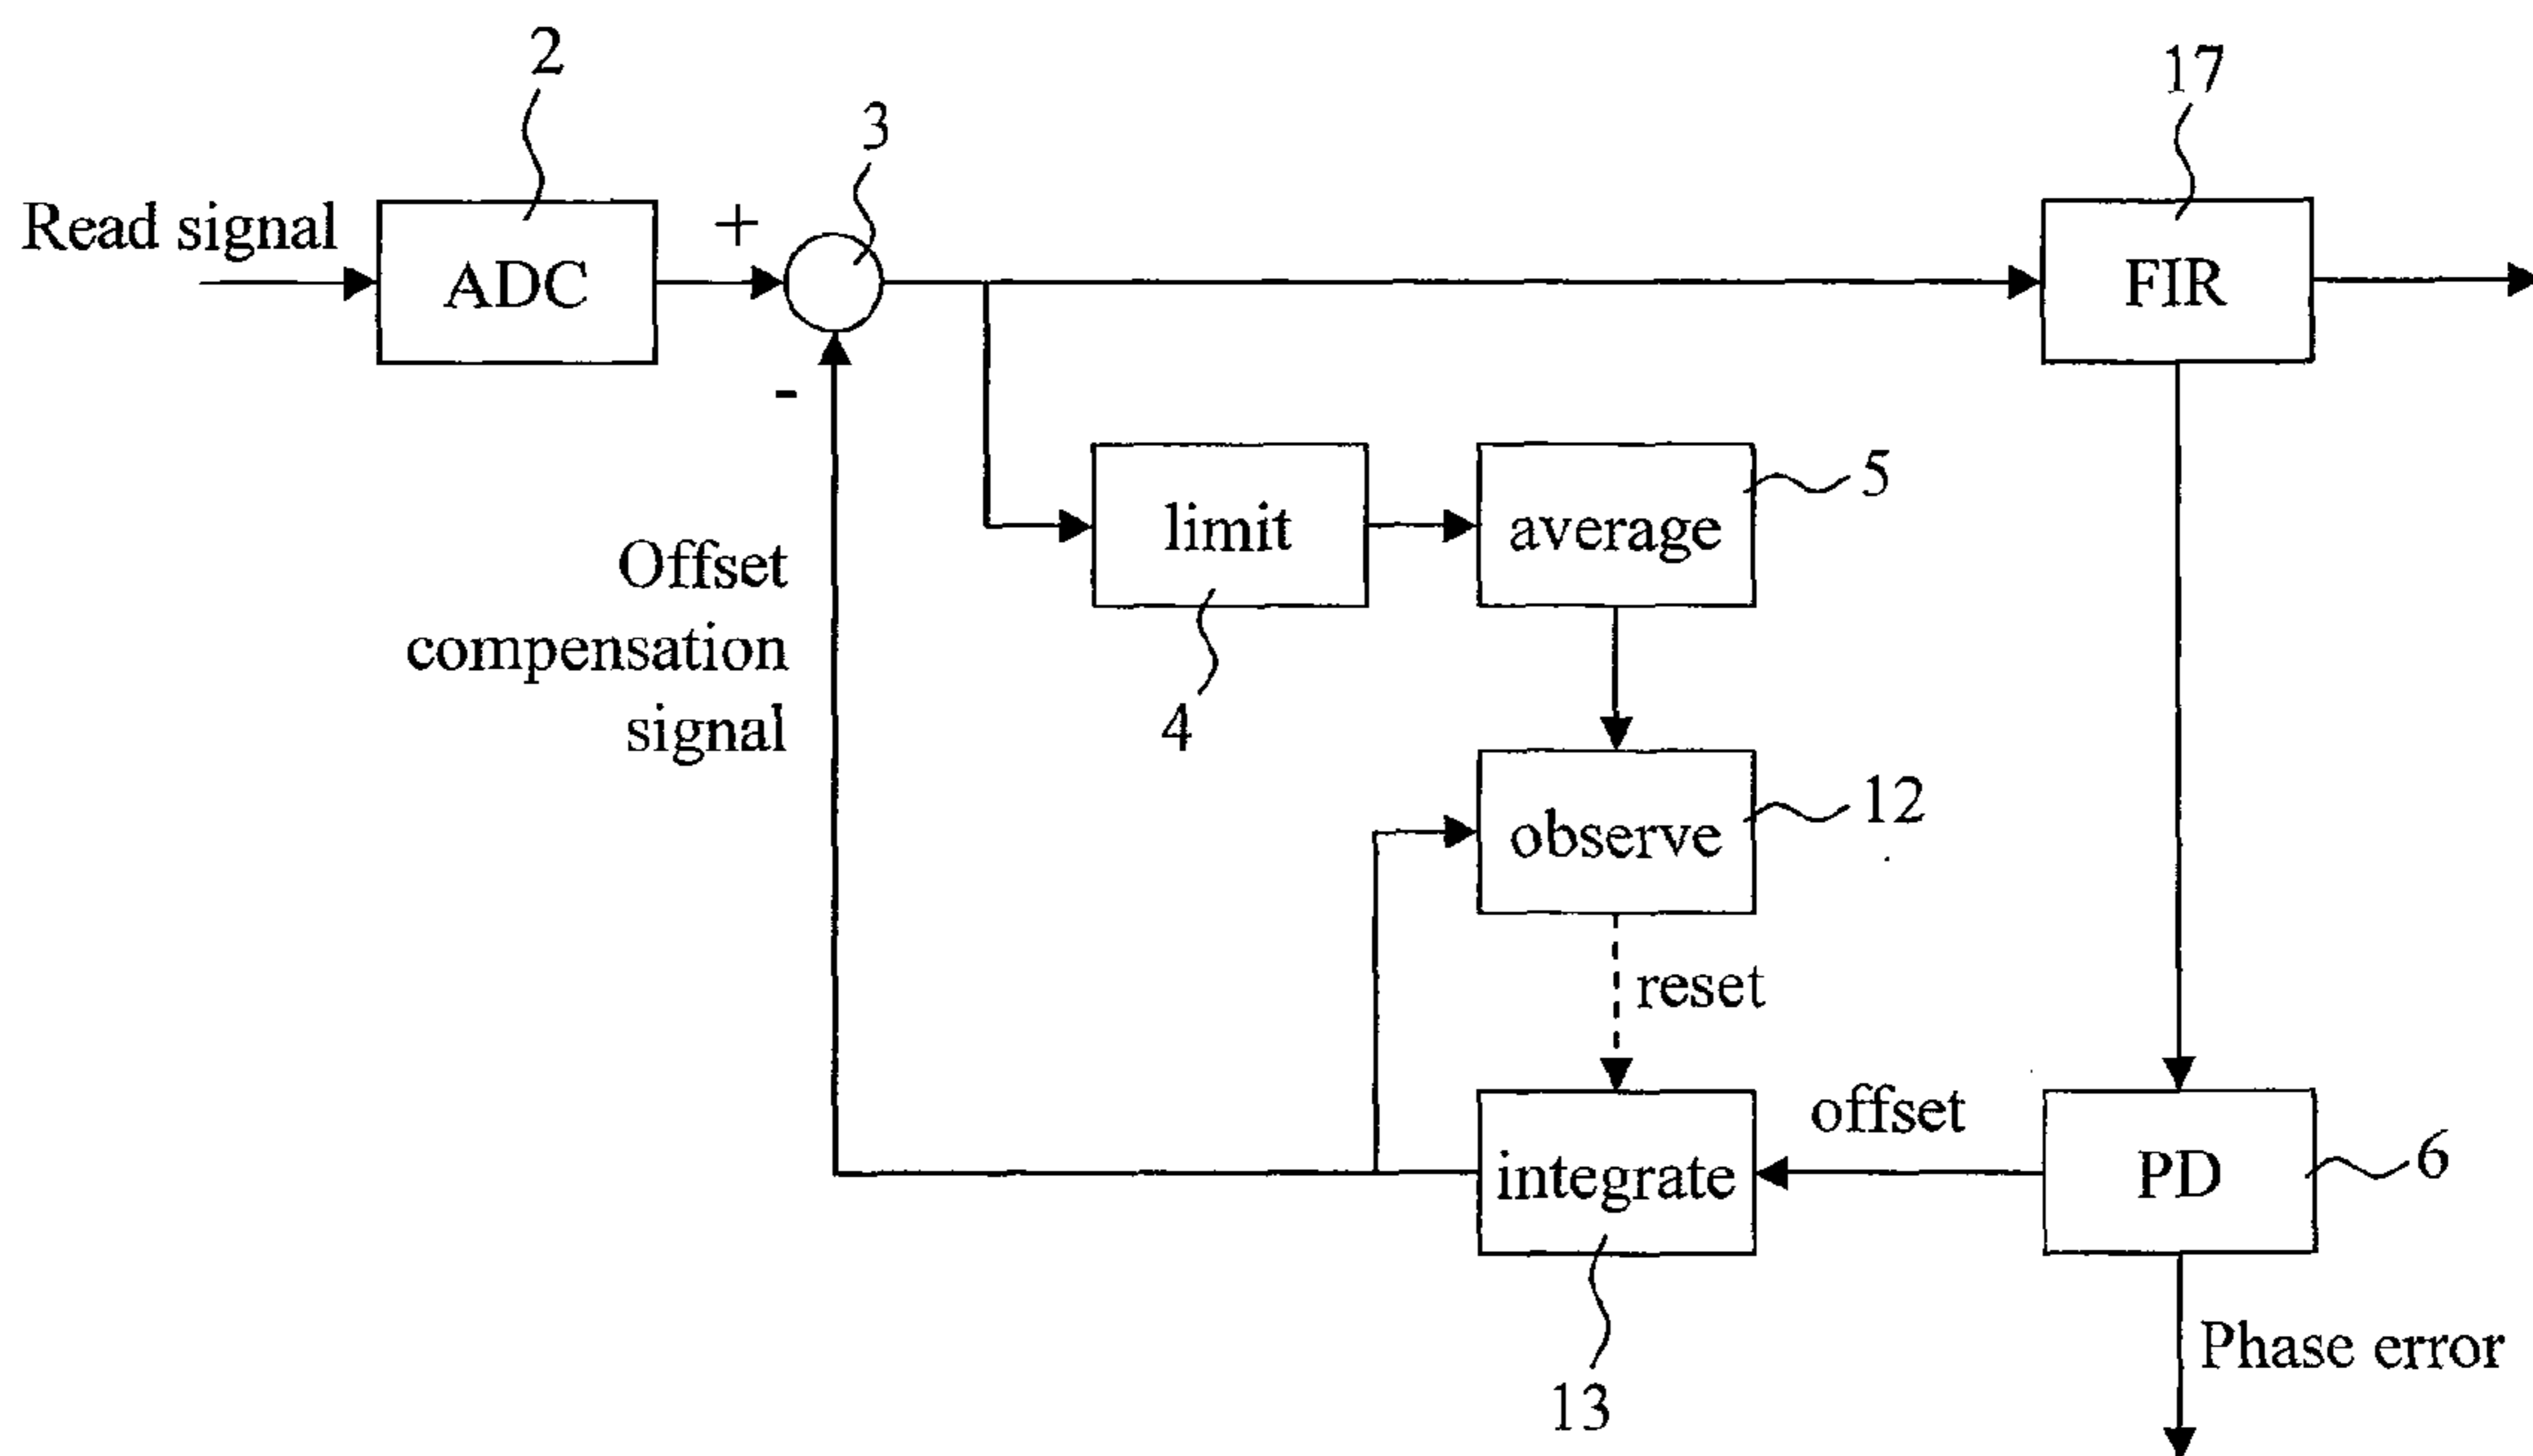 2
17
3
Read signal
+
ADC
FIR
-
5
limit
average
Offset
compensation
signal
4
12
observe
reset
offset
integrate
PD
6
Phase error
13